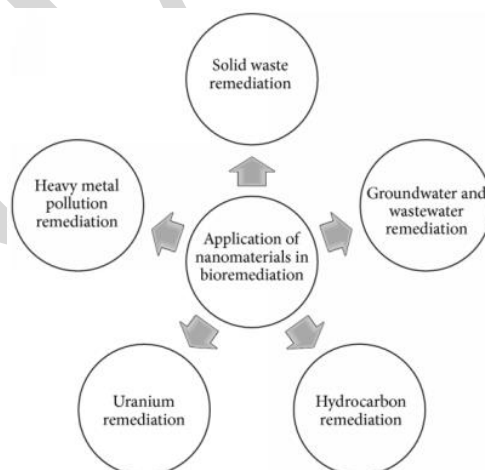 Solid waste
remediation
Heavy metal
pollution
remediation
Groundwater and
wastewater
remediation
Application of
nanomaterials in
bioremediation
Uranium
remediation
Hydrocarbon
remediation